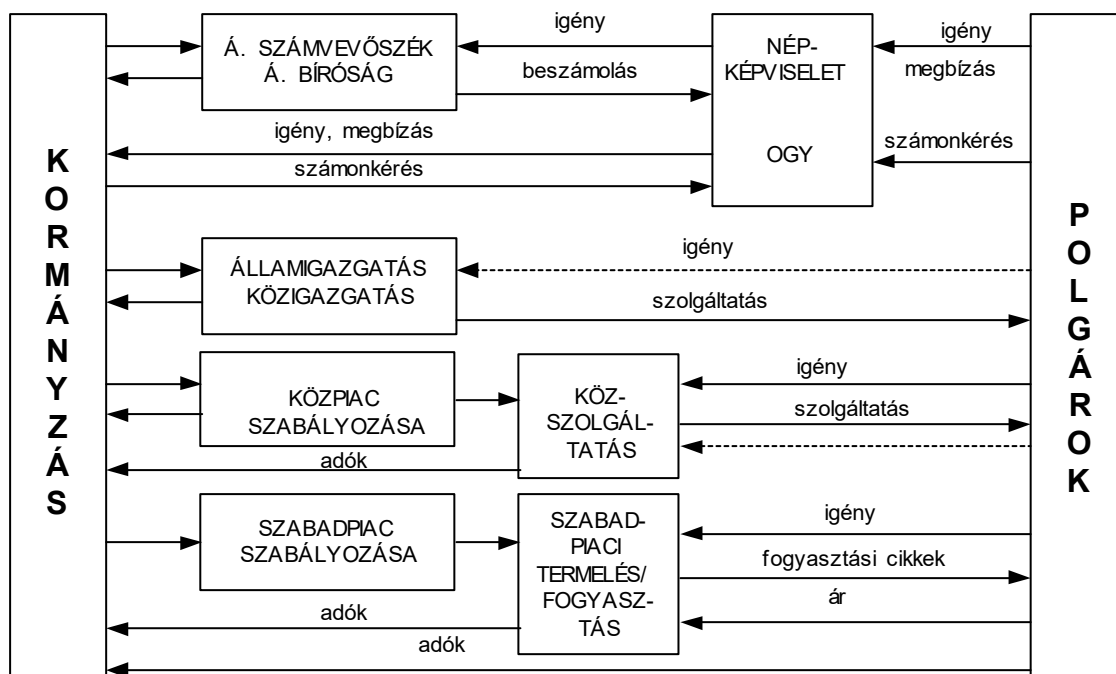 igény
igény
Á. SZÁMVEVŐSZÉK
Á. BÍRÓSÁG
NÉP-
KÉPVISELET
OGY
beszámolás
megbízás
igény, megbízás
számonkérés
számonkérés
KORMÁNYZÁS
POLGÁROK
igény
ÁLLAMIGAZGATÁS
KÖZIGAZGATÁS
szolgáltatás
igény
KÖZPIAC
SZABÁLYOZÁSA
KÖZ-
SZOLGÁL-
TATÁS
szolgáltatás
adók
igény
SZABADPIAC
SZABÁLYOZÁSA
SZABAD-
PIACI
TERMELÉS/
FOGYASZ-
TÁS
fogyasztási cikkek
ár
adók
adók